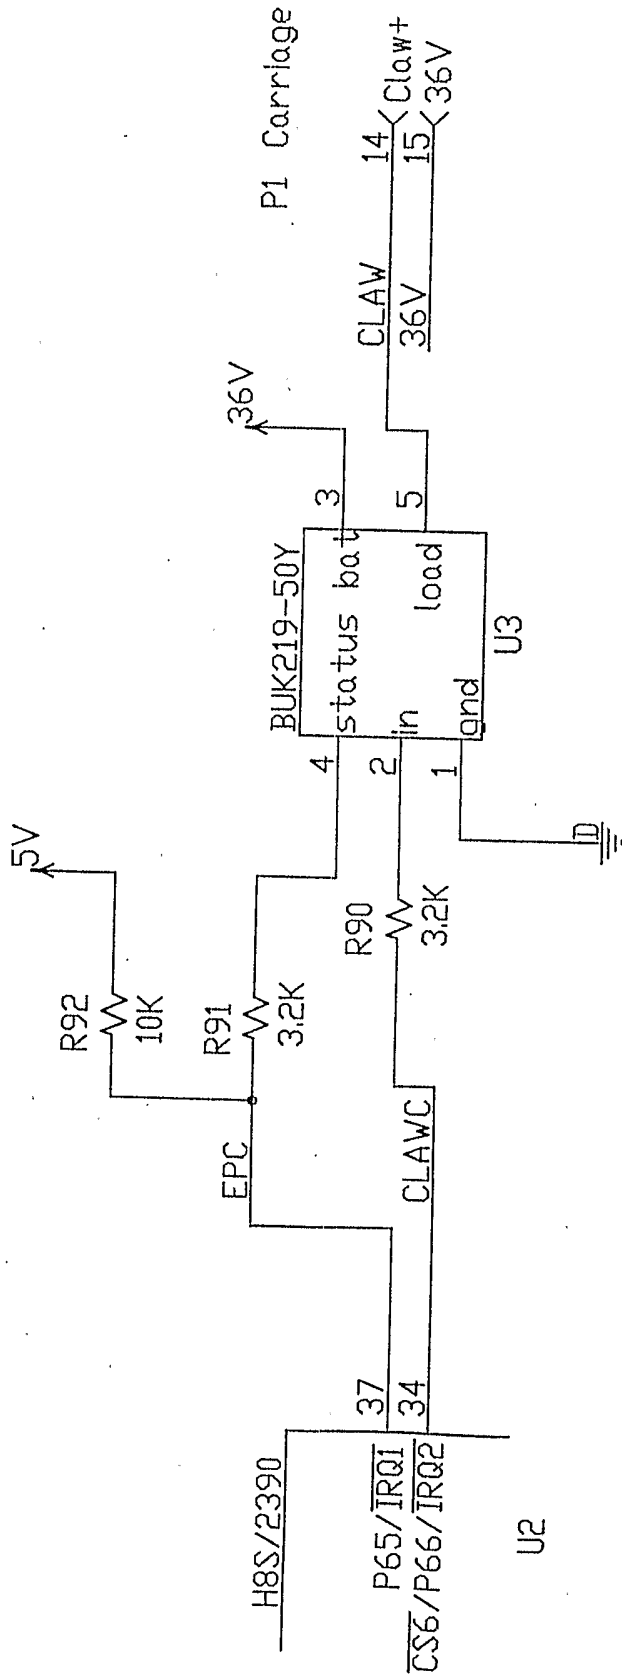 P1 Carriage
5V
36V
R92
10K
EPC
R91
3.2K
BUK219-50Y
4
status
bat
3
CLAW
14
Claw+
36V
15
36V
H8S/2390
P65/IRQ1
37
CS6/P66/IRQ2
34
CLAWC
R90
3.2K
2
in
load
5
1
gnd
U3
D
U2